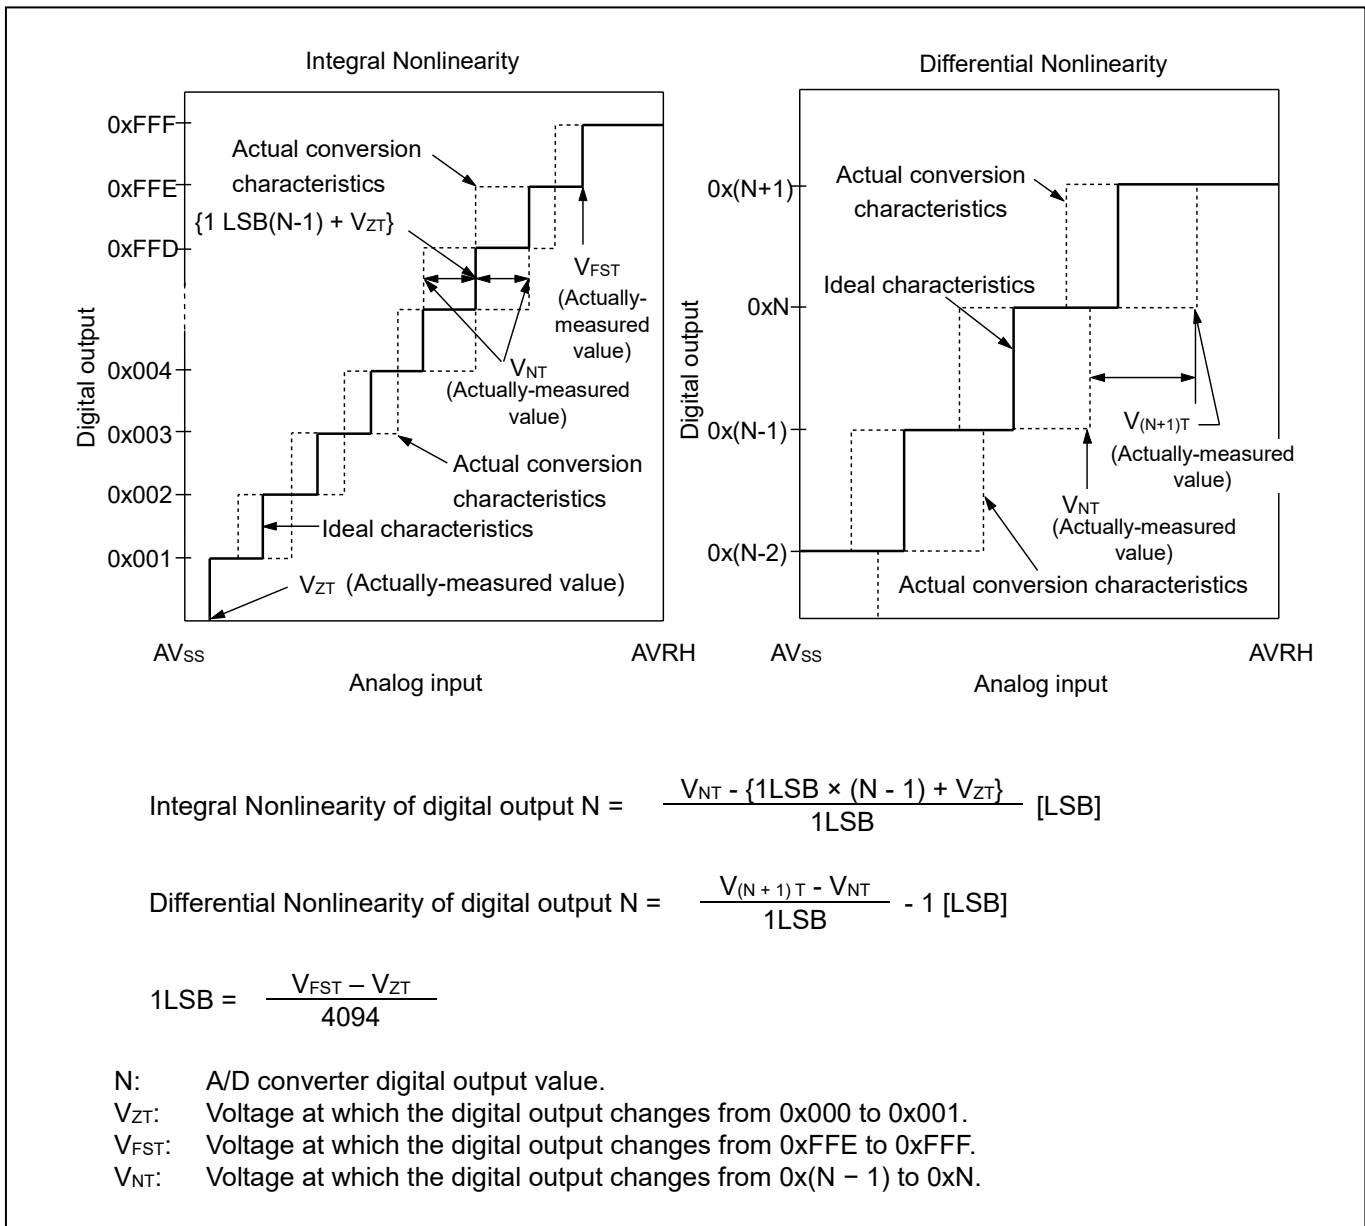 Integral Nonlinearity
0xFFF
0xFFE
0xFFD
0x004
0x003
0x002
0x001
Digital output
Actual conversion
characteristics
{1 LSB(N-1) + VZT}
VFST
(Actually-
measured
value)
VNT
(Actually-measured
value)
Actual conversion
characteristics
Ideal characteristics
VZT (Actually-measured value)
AVSS
AVRH
Analog input
Differential Nonlinearity
0x(N+1)
0xN
0x(N-1)
0x(N-2)
Digital output
Actual conversion
characteristics
Ideal characteristics
V(N+1)T
(Actually-measured
value)
VNT
(Actually-measured
value)
Actual conversion characteristics
AVSS
AVRH
Analog input
Integral Nonlinearity of digital output N =
VNT - {1LSB × (N - 1) + VZT}
1LSB
[LSB]
Differential Nonlinearity of digital output N =
V(N + 1) T - VNT
1LSB
- 1 [LSB]
1LSB =
VFST – VZT
4094
N: A/D converter digital output value.
VZT: Voltage at which the digital output changes from 0x000 to 0x001.
VFST: Voltage at which the digital output changes from 0xFFE to 0xFFF.
VNT: Voltage at which the digital output changes from 0x(N − 1) to 0xN.